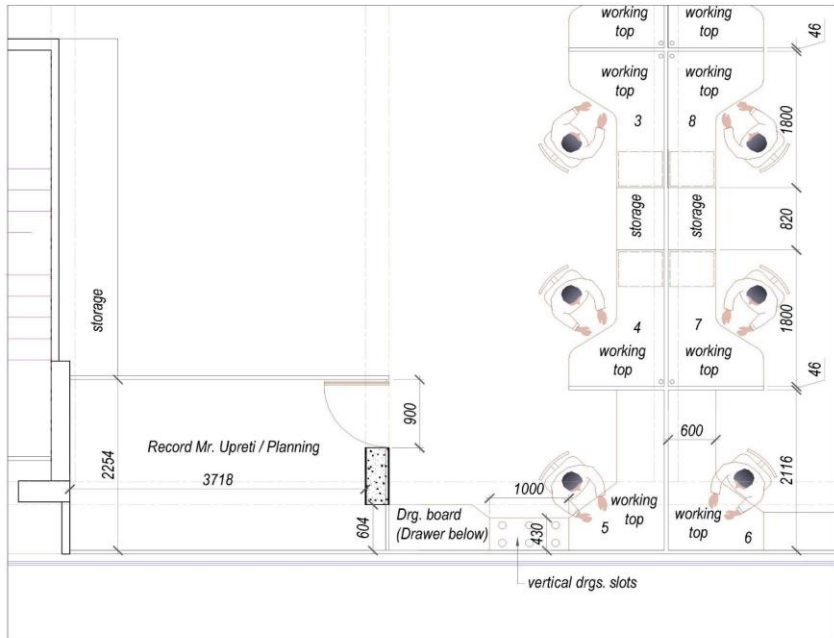 working
top
working
top
46
working
top
working
top
3
8
1800
storage
storage
820
storage
4
7
1800
working
top
working
top
46
900
Record Mr. Upreti / Planning
3718
2254
600
2116
1000
604
Drg. board
(Drawer below)
430
5
working
top
working
top
6
vertical drgs. slots